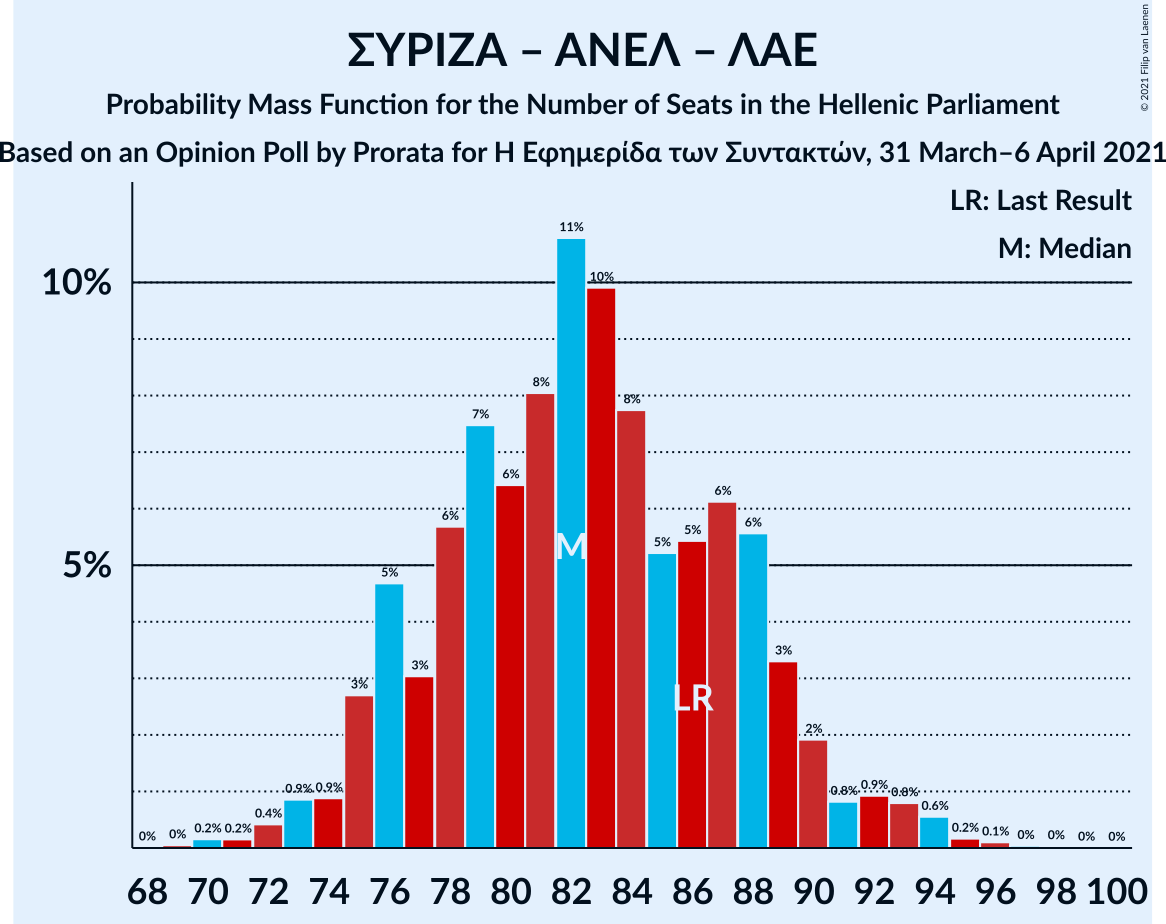 ΣΥΡΙΖΑ – ΑΝΕΛ – ΛΑΕ
Probability Mass Function for the Number of Seats in the Hellenic Parliament
Based on an Opinion Poll by Prorata for Η Εφημερίδα των Συντακτών, 31 March–6 April 2021
© 2021 Filip van Laenen
LR: Last Result
M: Median
10%
5%
0% 0% 0.2% 0.2% 0.4% 0.9% 0.9% 3% 5% 3% 6% 7% 6% 8% 11% 10% 8% 5% 5% 6% 6% 3% 2% 0.8% 0.9% 0.8% 0.6% 0.2% 0.1% 0% 0% 0% 0%
M
LR
68 70 72 74 76 78 80 82 84 86 88 90 92 94 96 98 100